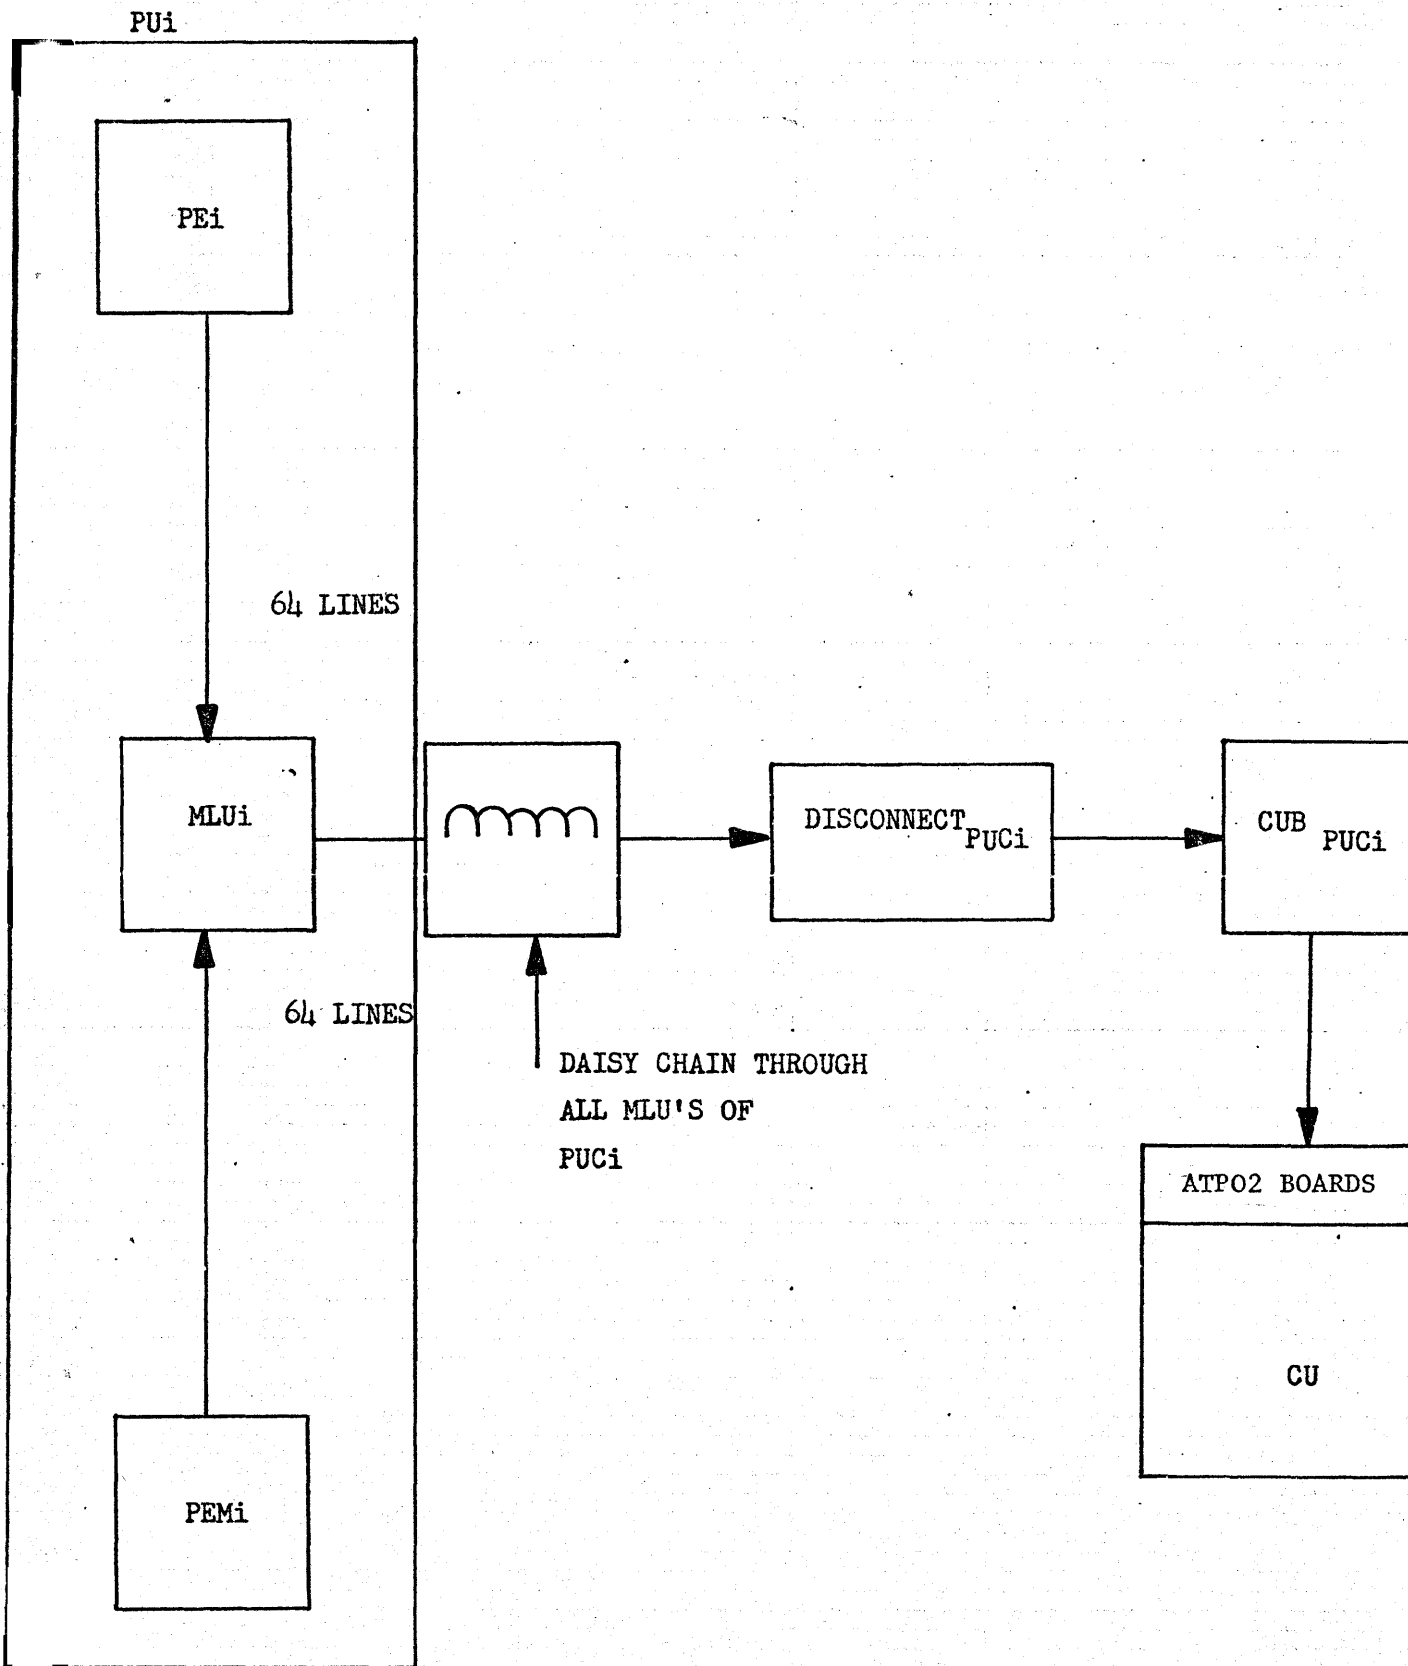 PUi
PEi
64 LINES
MLUi
DISCONNECT PUCi
CUB PUCi
64 LINES
DAISY CHAIN THROUGH
ALL MLU'S OF
PUCi
ATPO2 BOARDS
CU
PEMi